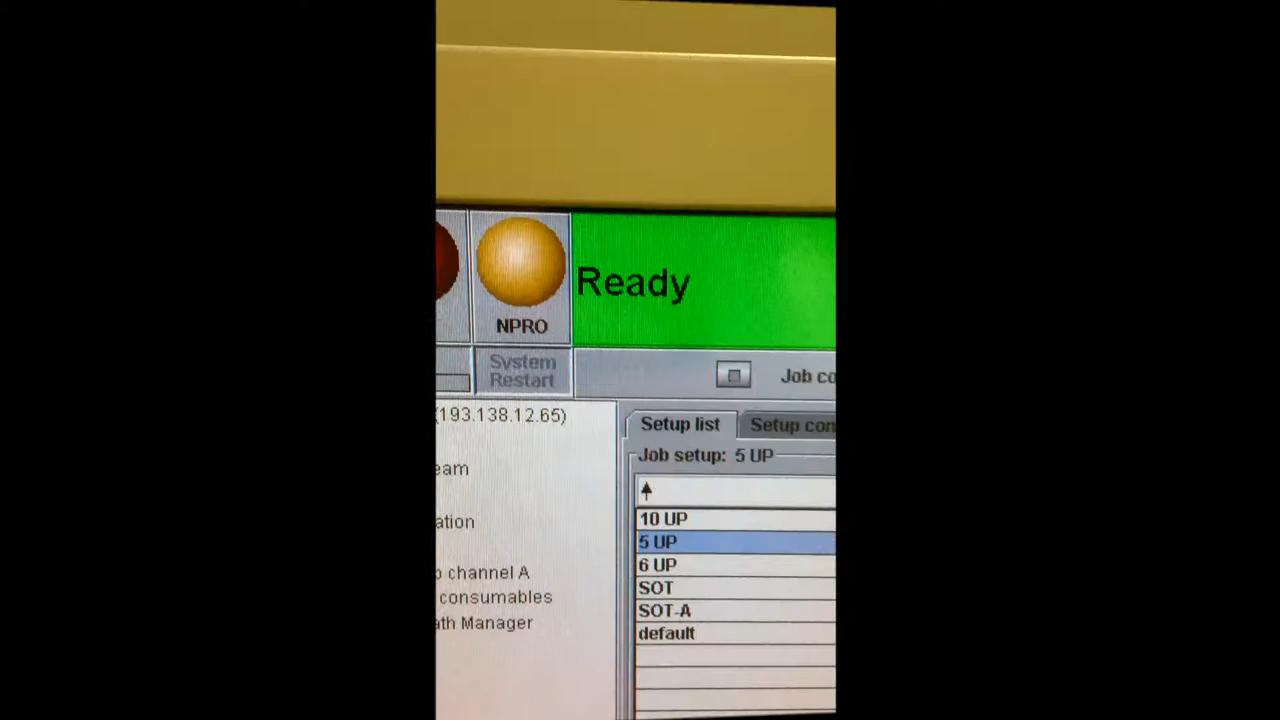 Ready
NPRO
System
Restart
Job co
(193.138.12.65)
Setup list
Setup con
Job setup: 5 UP
eam
10 UP
ation
5 UP
6 UP
channel A
SOT
consumables
SOT-A
ath Manager
default